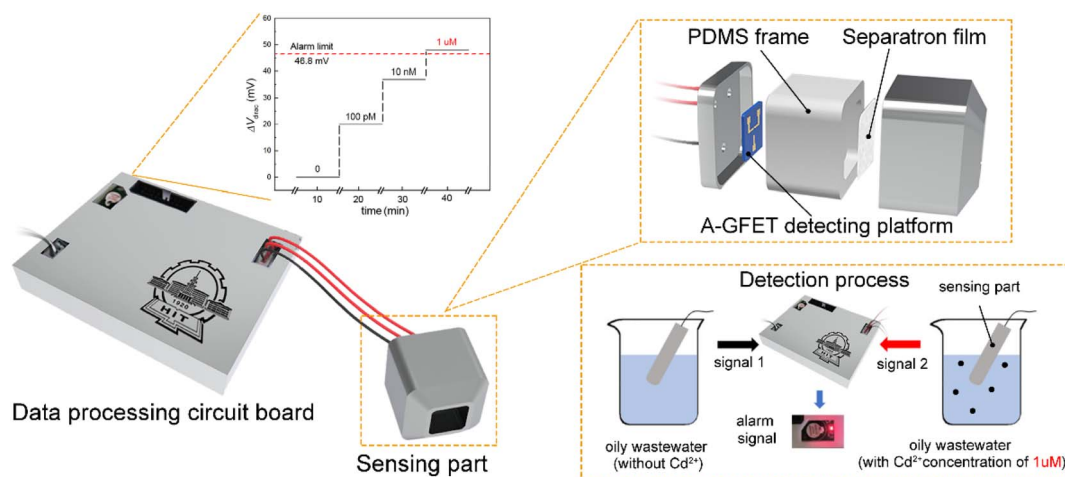 60
50
40
30
20
10
0
ΔVdirac (mV)
Alarm limit
46.8 mV
0
100 pM
10 nM
1 uM
10
20
30
40
time (min)
1920
HIT
Data processing circuit board
Sensing part
PDMS frame
Separatron film
A-GFET detecting platform
Detection process
sensing part
signal 1
signal 2
alarm
signal
oily wastewater
(without Cd²⁺)
oily wastewater
(with Cd²⁺concentration of 1uM)